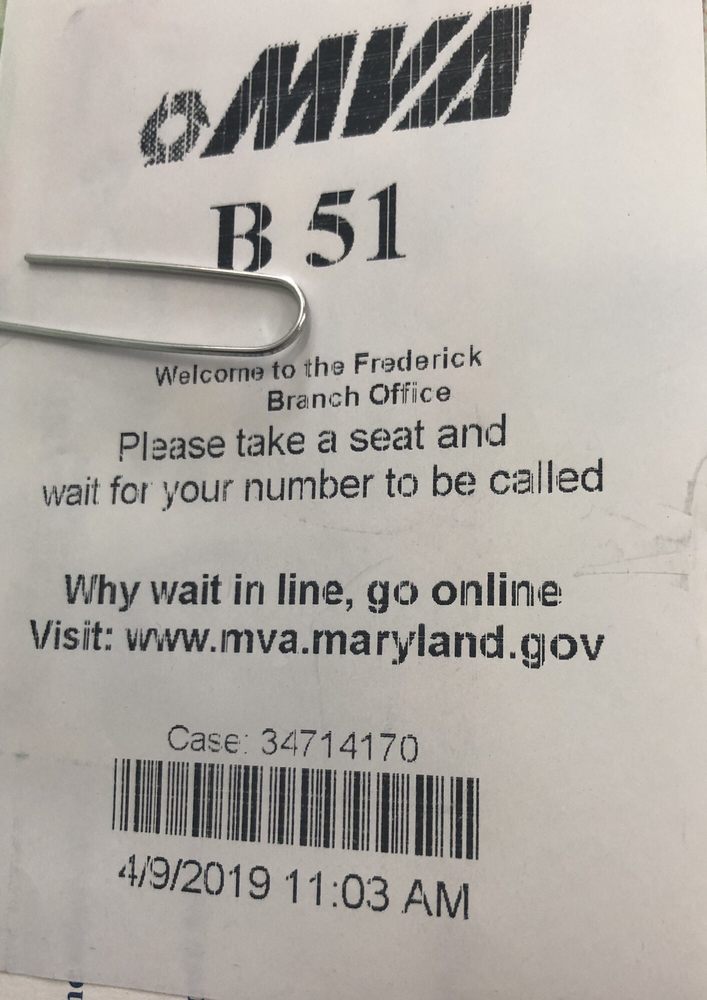 MVA
B 51
Welcome to the Frederick
Branch Office
Please take a seat and
wait for your number to be called
Why wait in line, go online
Visit: www.mva.maryland.gov
Case: 34714170
4/9/2019 11:03 AM